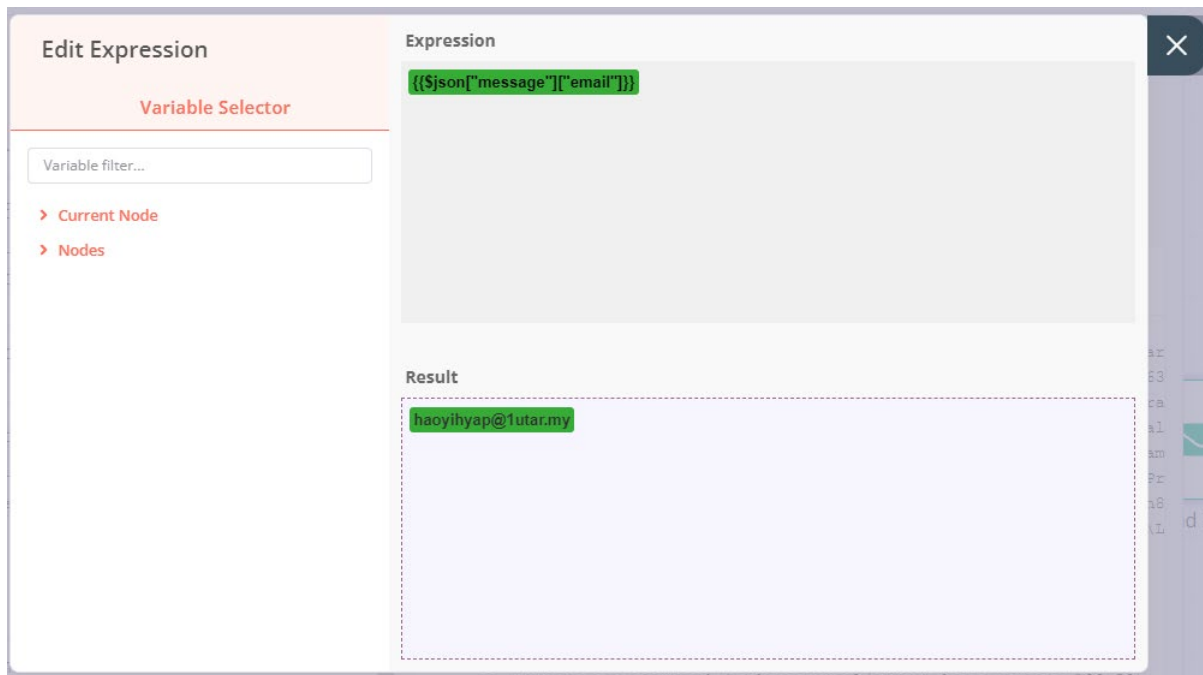 Edit Expression
Variable Selector
Variable filter...
Current Node
Nodes
Expression
{{$json["message"]["email"]}}
Result
haoyihyap@1utar.my